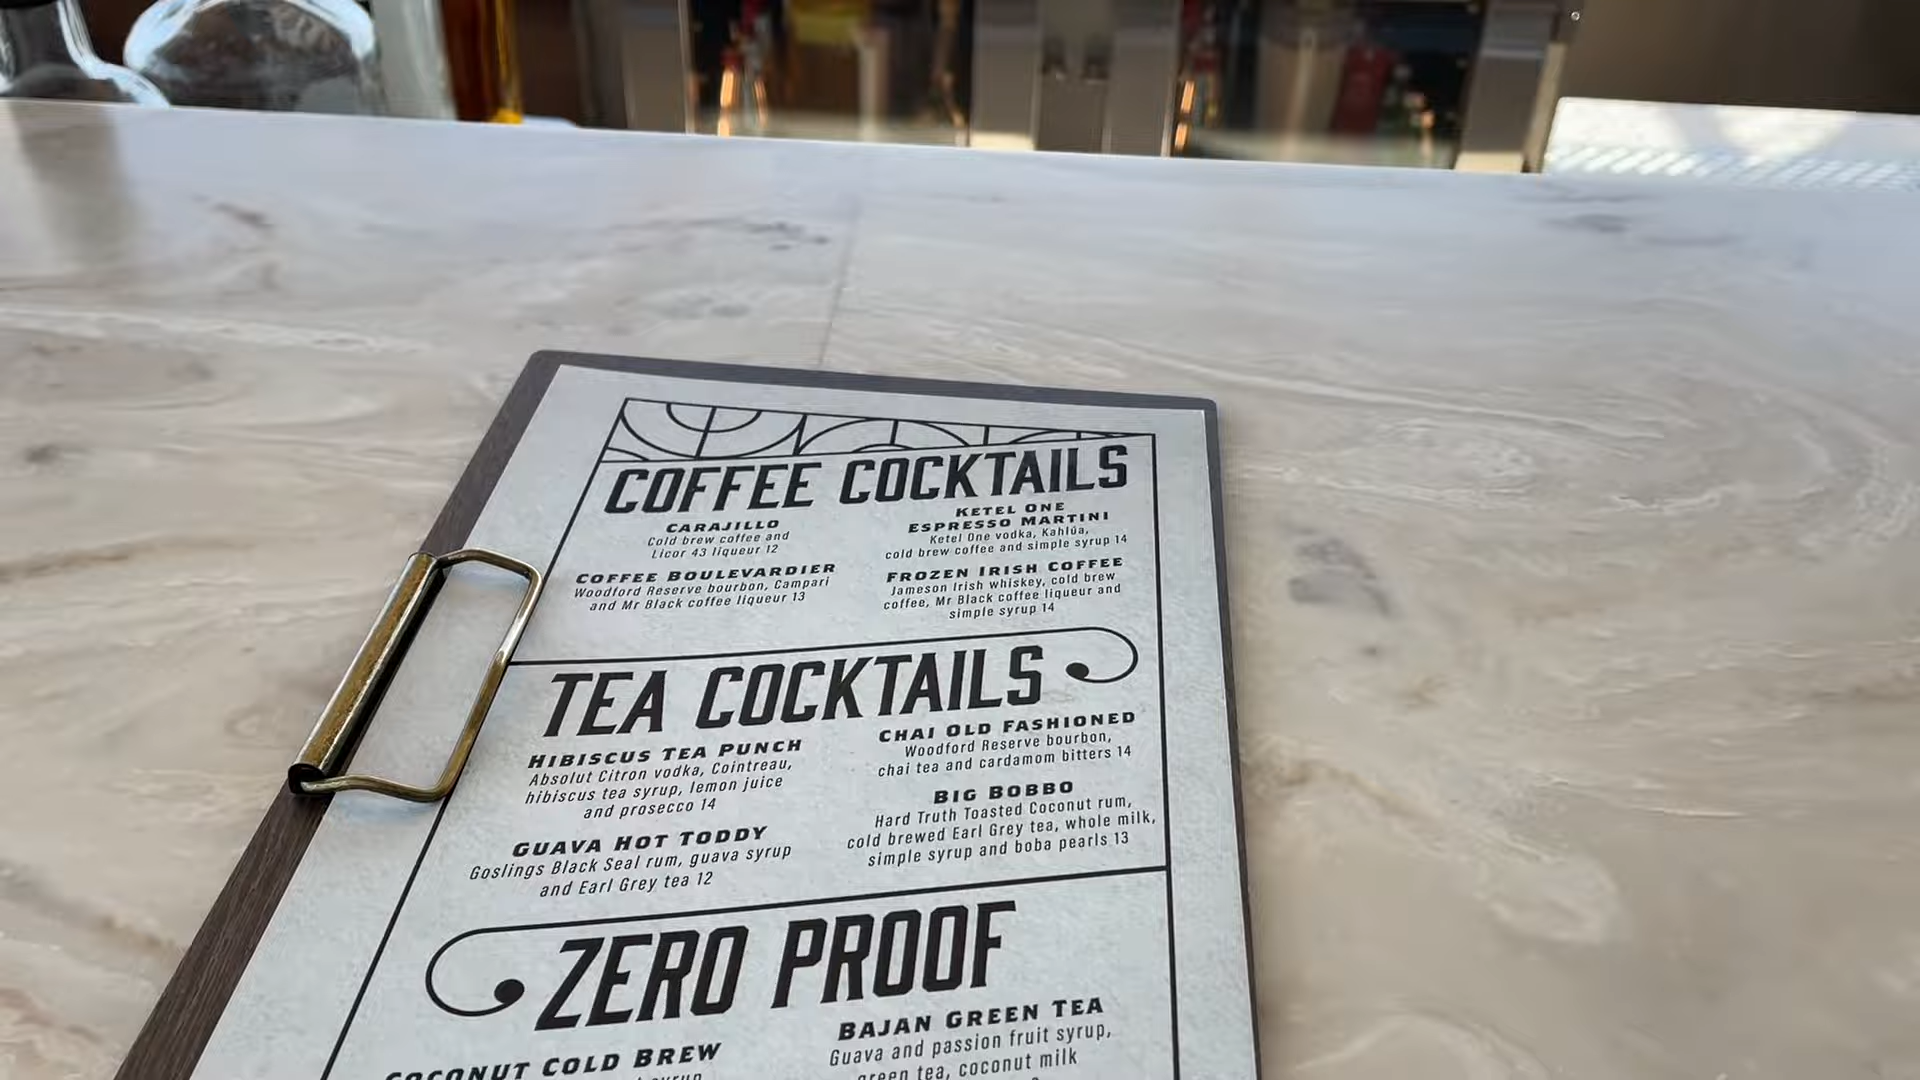 COFFEE COCKTAILS
CARAJILLO
Cold brew coffee and
Licor 43 liqueur 12
COFFEE BOULEVARDIER
Woodford Reserve bourbon, Campari
and Mr Black coffee liqueur 13
KETEL ONE
ESPRESSO MARTINI
Ketel One vodka, Kahlúa,
cold brew coffee and simple syrup 14
FROZEN IRISH COFFEE
Jameson Irish whiskey, cold brew
coffee, Mr Black coffee liqueur and
simple syrup 14
TEA COCKTAILS
HIBISCUS TEA PUNCH
Absolut Citron vodka, Cointreau,
hibiscus tea syrup, lemon juice
and prosecco 14
GUAVA HOT TODDY
Goslings Black Seal rum, guava syrup
and Earl Grey tea 12
CHAI OLD FASHIONED
Woodford Reserve bourbon,
chai tea and cardamom bitters 14
BIG BOBBO
Hard Truth Toasted Coconut rum,
cold brewed Earl Grey tea, whole milk,
simple syrup and boba pearls 13
ZERO PROOF
COCONUT COLD BREW
syrup
BAJAN GREEN TEA
Guava and passion fruit syrup,
green tea, coconut milk